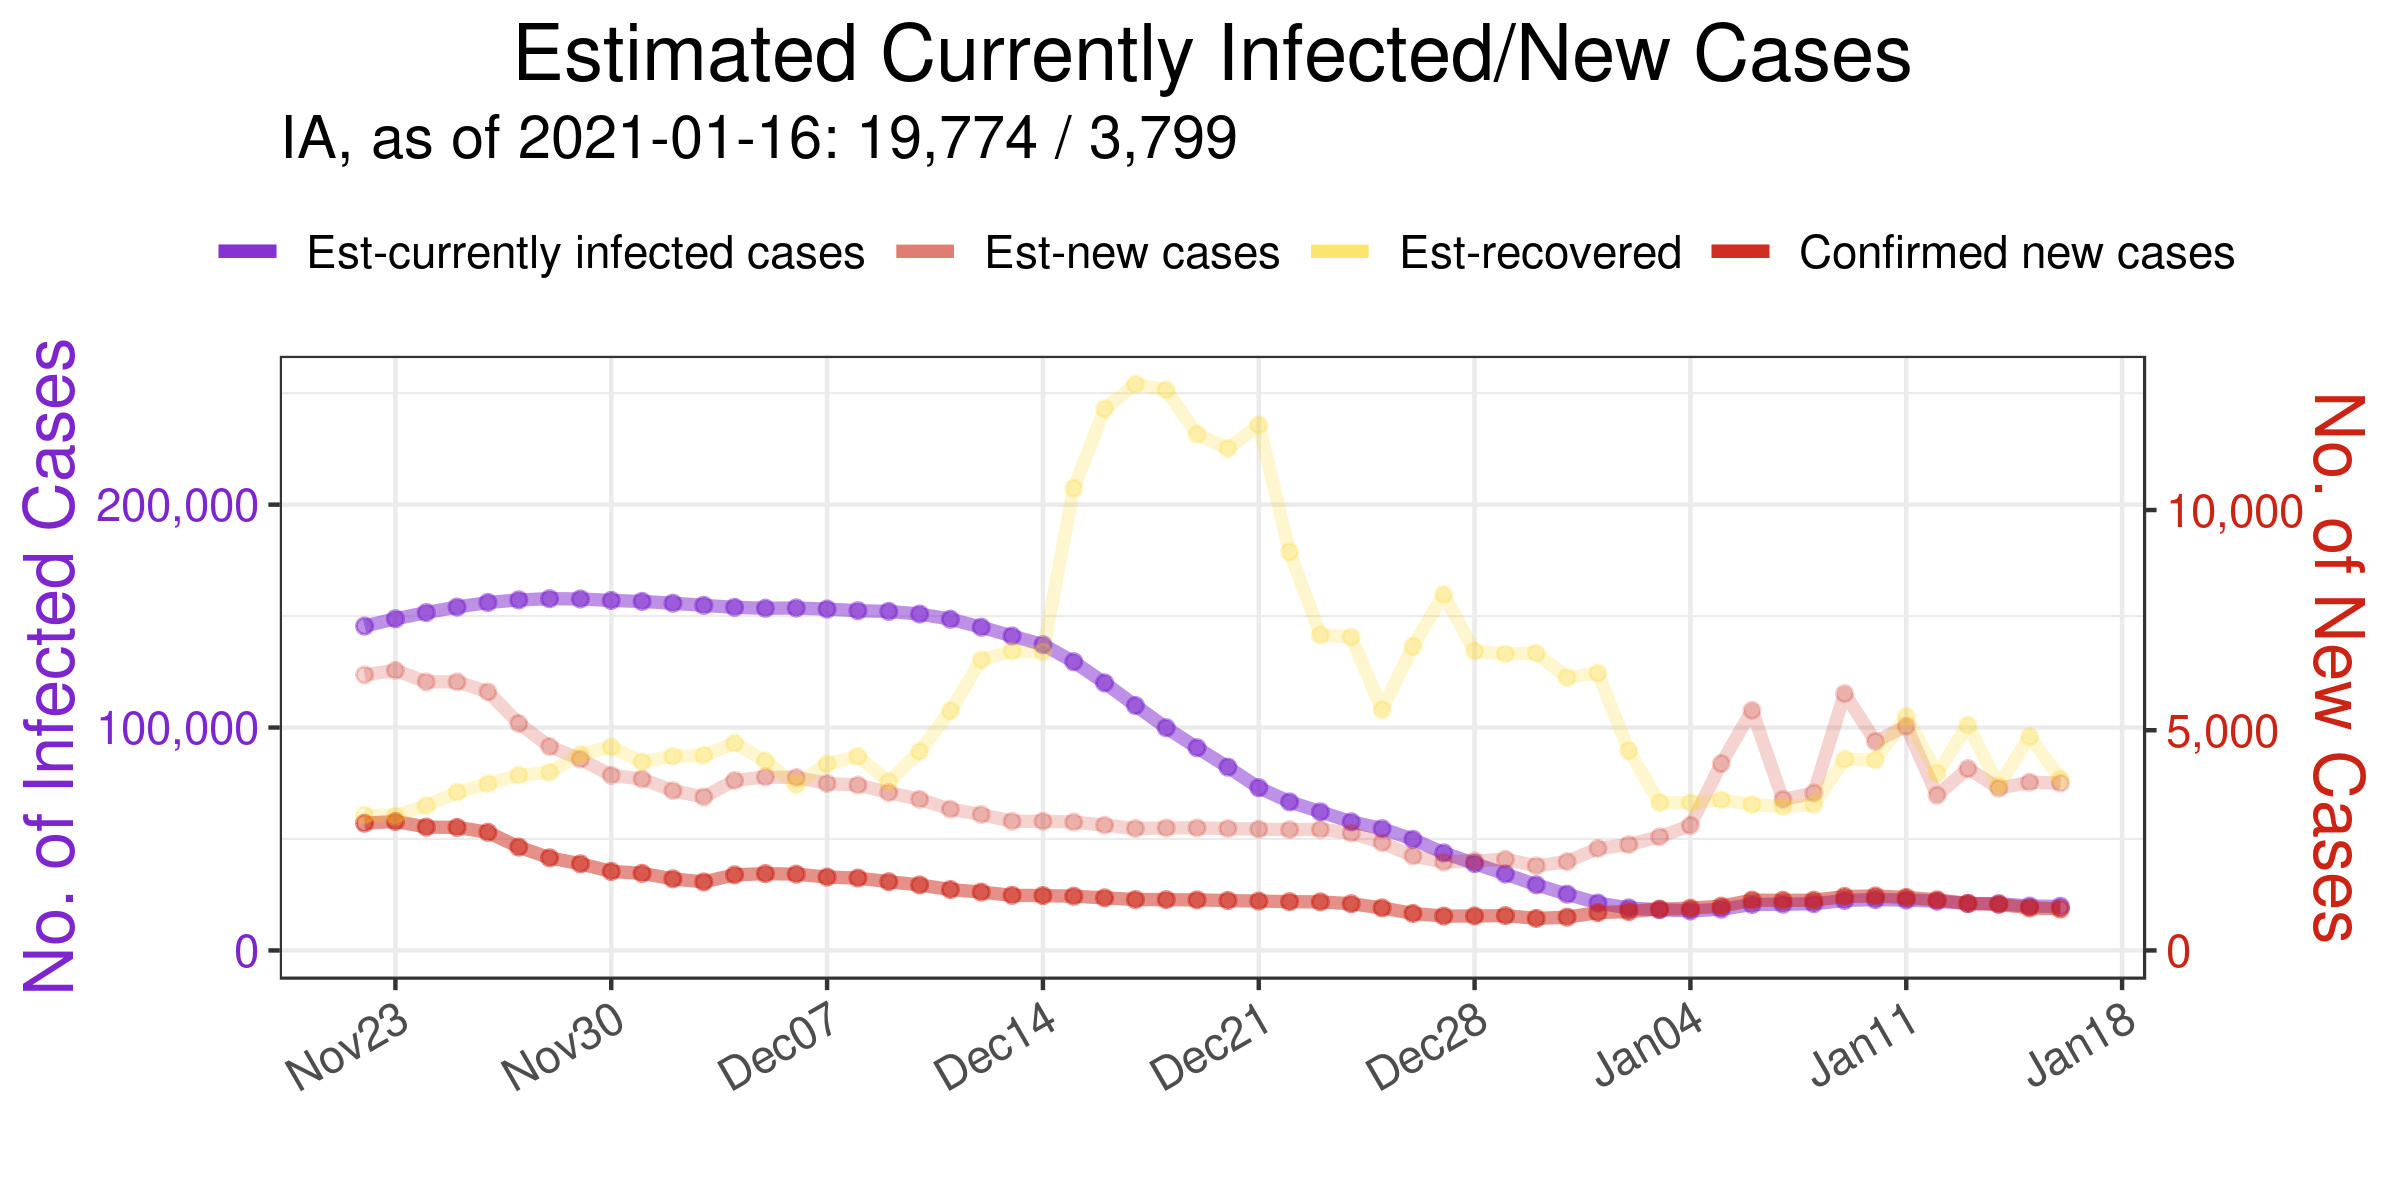 Estimated Currently Infected/New Cases
IA, as of 2021-01-16: 19,774 / 3,799
Est-currently infected cases Est-new cases Est-recovered Confirmed new cases
No. of Infected Cases
200,000
100,000
0
10,000
5,000
0
No. of New Cases
Nov23 Nov30 Dec07 Dec14 Dec21 Dec28 Jan04 Jan11 Jan18